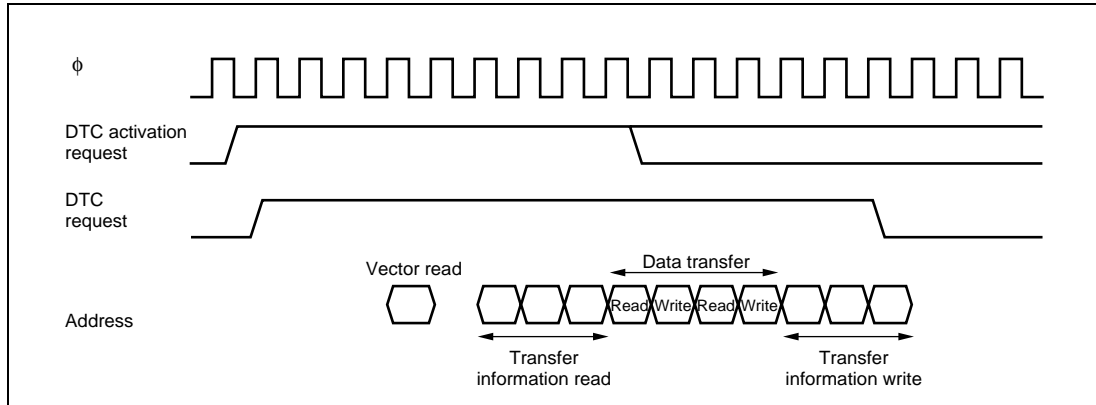 ϕ
DTC activation
request
DTC
request
Vector read
Data transfer
Address
Read Write Read Write
Transfer
information read
Transfer
information write